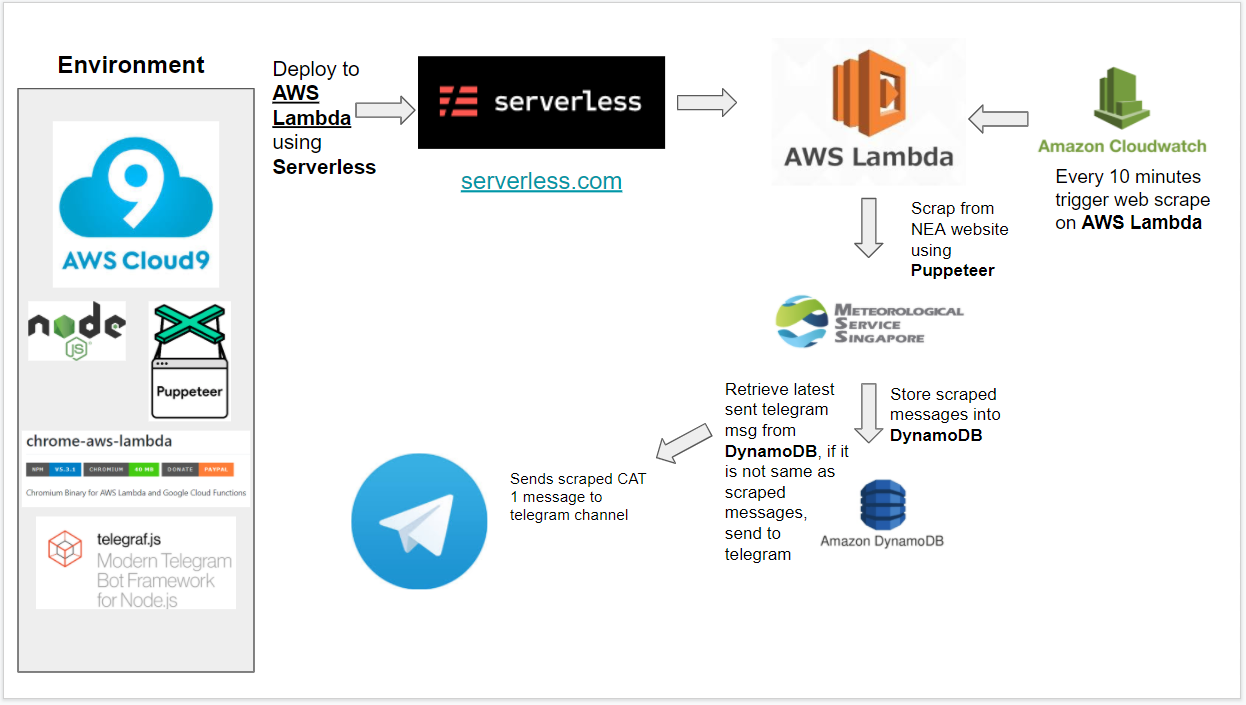 Environment
9
AWS Cloud9
node
JS
Puppeteer
chrome-aws-lambda
NPM V5.3.1 CHROMIUM 40 MB DONATE PAYPAL
Chromium Binary for AWS Lambda and Google Cloud Functions
telegraf.js
Modern Telegram
Bot Framework
for Node.js
Deploy to
AWS
Lambda
using
Serverless
serverless
serverless.com
AWS Lambda
Amazon Cloudwatch
Every 10 minutes
trigger web scrape
on AWS Lambda
Scrap from
NEA website
using
Puppeteer
METEOROLOGICAL
SERVICE
SINGAPORE
Store scraped
messages into
DynamoDB
Amazon DynamoDB
Retrieve latest
sent telegram
msg from
DynamoDB, if it
is not same as
scraped
messages,
send to
telegram
Sends scraped CAT
1 message to
telegram channel